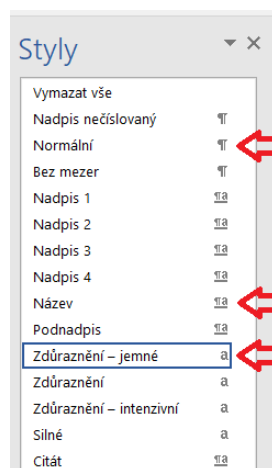 Styly
Vymazat vše
Nadpis nečíslovaný ¶
Normální ¶
Bez mezer ¶
Nadpis 1 ¶a
Nadpis 2 ¶a
Nadpis 3 ¶a
Nadpis 4 ¶a
Název ¶a
Podnadpis ¶a
Zdůraznění – jemné a
Zdůraznění a
Zdůraznění – intenzivní a
Silné a
Citát ¶a